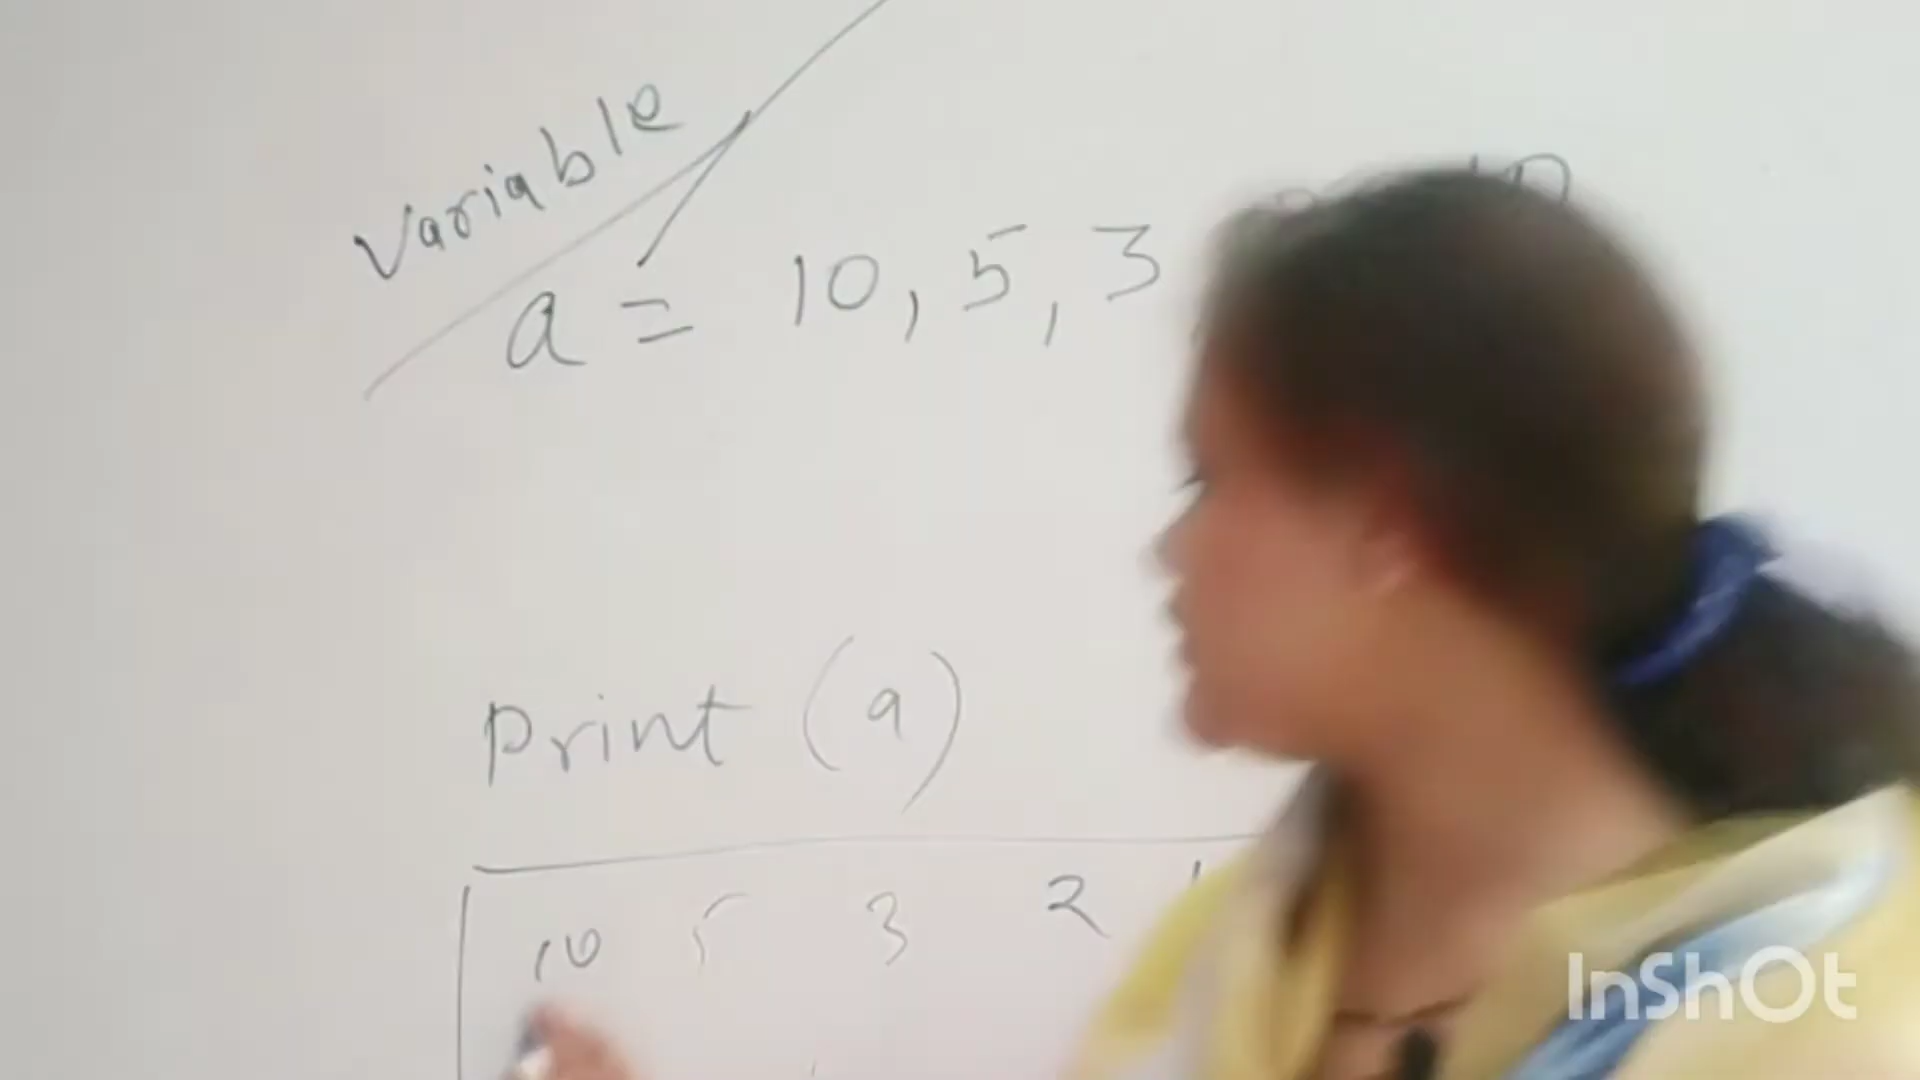 Variable
a = 10, 5, 3
Print (a)
10 5 3 2
InShOt